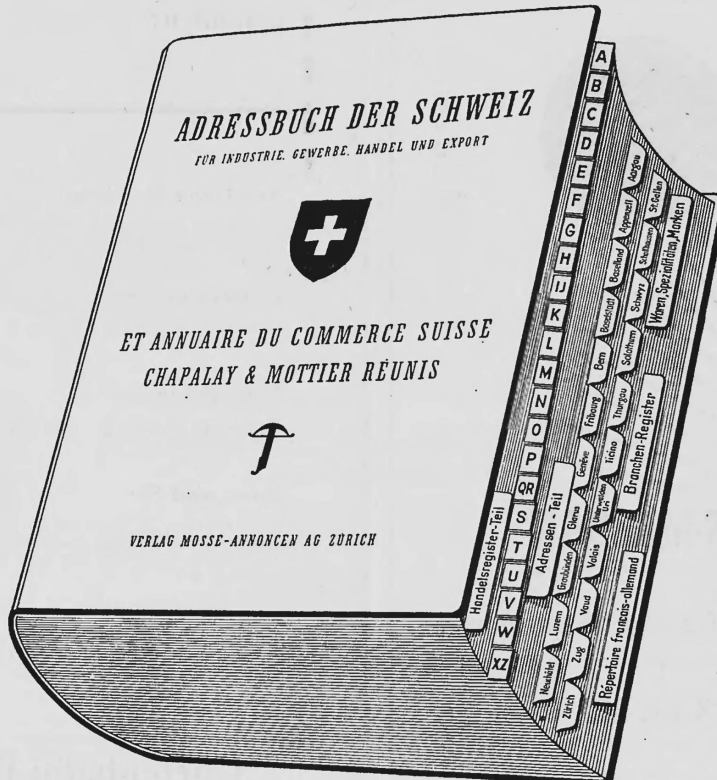 ADRESSBUCH DER SCHWEIZ
FÜR INDUSTRIE, GEWERBE, HANDEL UND EXPORT
ET ANNUAIRE DU COMMERCE SUISSE
CHAPALAY & MOTTIER RÉUNIS
VERLAG MOSSE-ANNONCEN AG ZÜRICH
Handelsregister-Teil
A
B
C
D
E
F
G
H
IJ
K
L
M
N
O
P
QR
S
T
U
V
W
XZ
Adressen-Teil
Aargau
Appenzell
Baselland
Baselstadt
Bern
Fribourg
Genève
Glarus
Graubünden
Luzern
Neuchâtel
St.Gallen
Schaffhausen
Schwyz
Solothurn
Thurgau
Ticino
Unterwalden
Uri
Valais
Vaud
Zug
Zürich
Waren, Spezialitäten, Marken
Branchen-Register
Répertoire français-allemand